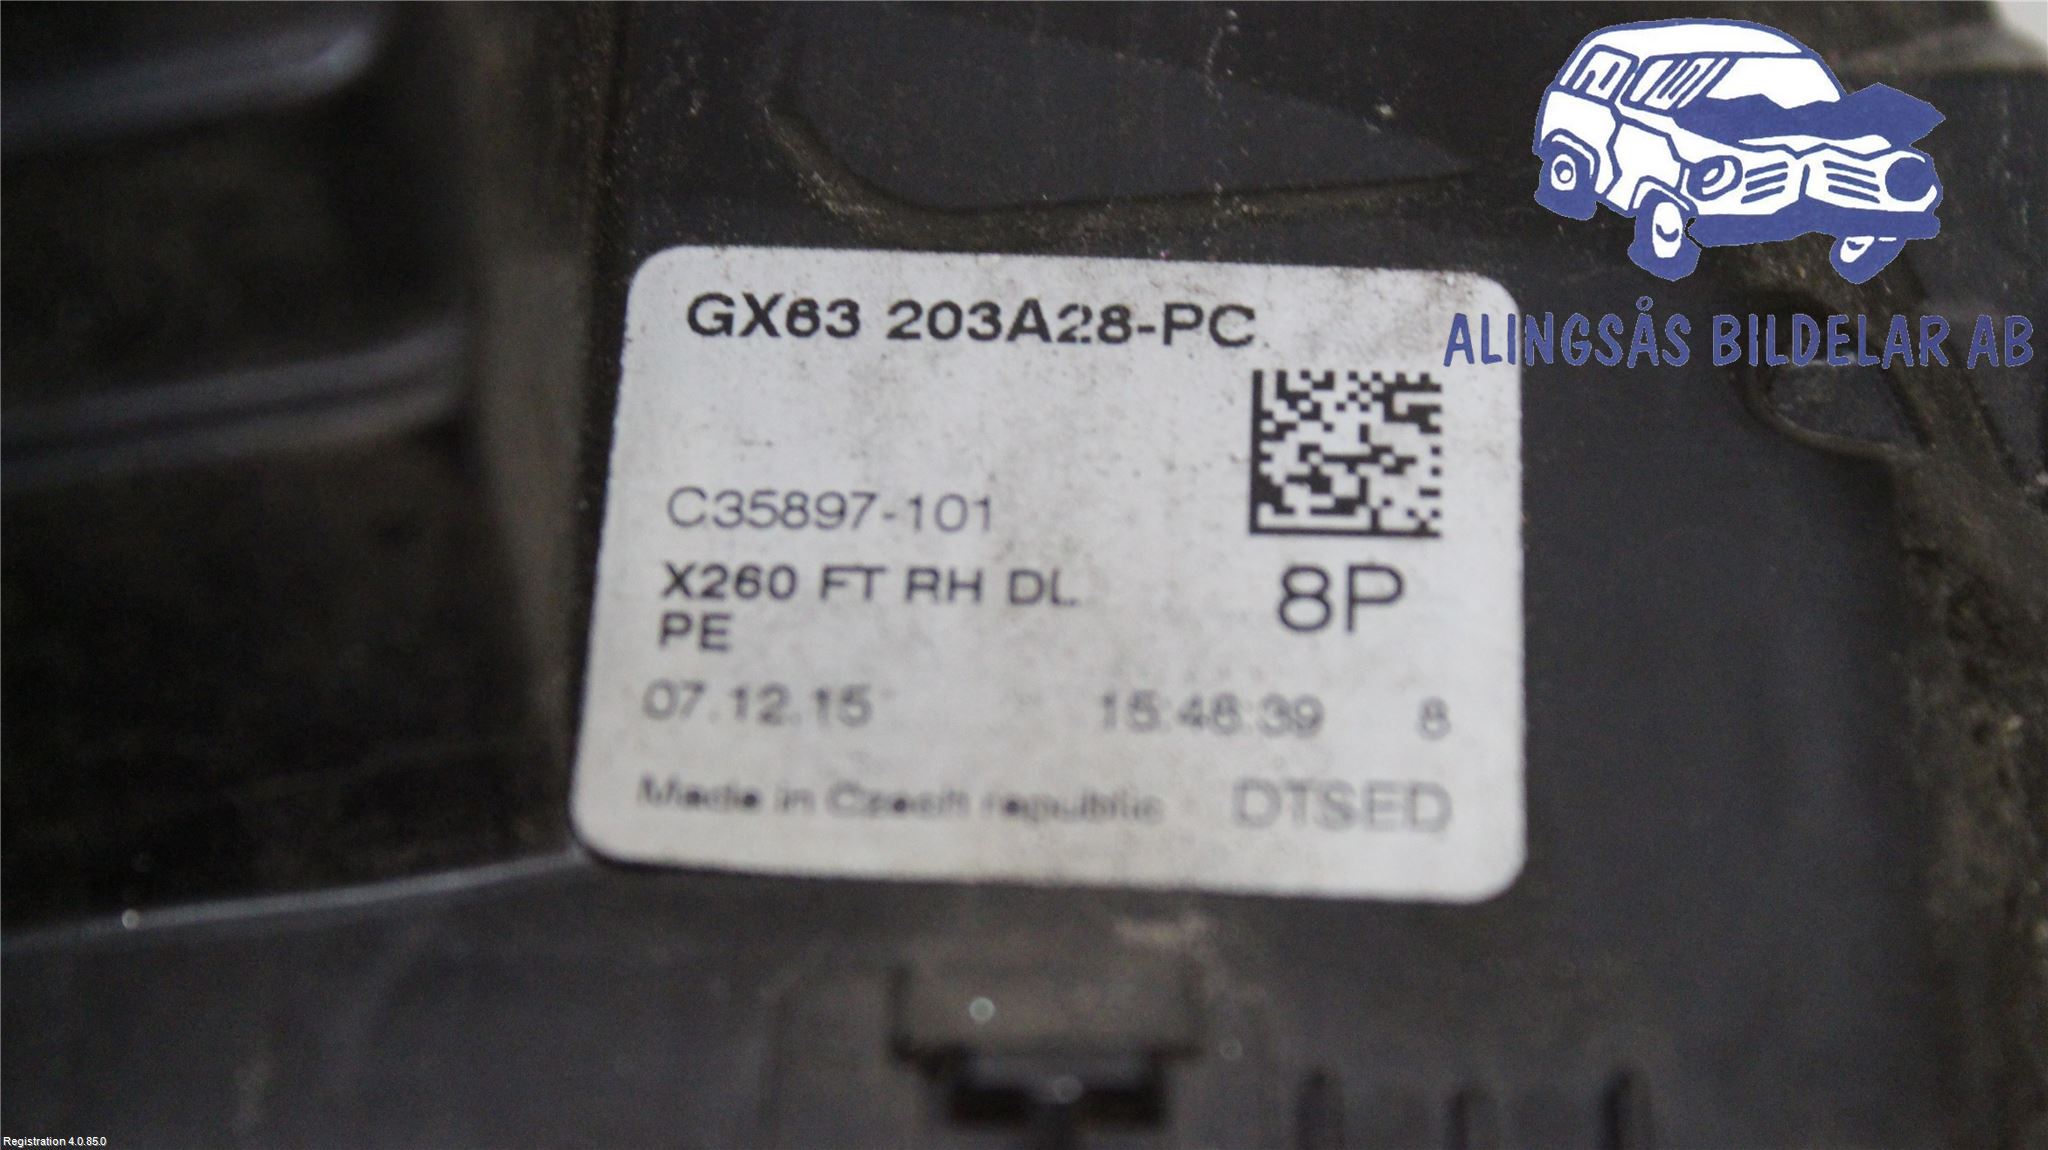 ALINGSÅS BILDELAR AB
GX63 203A28-PC
C35897-101
X260 FT RH DL
PE
8P
07.12.15 15:46:39 8
Made in Czech republic DTSED
Registration 4.0.85.0